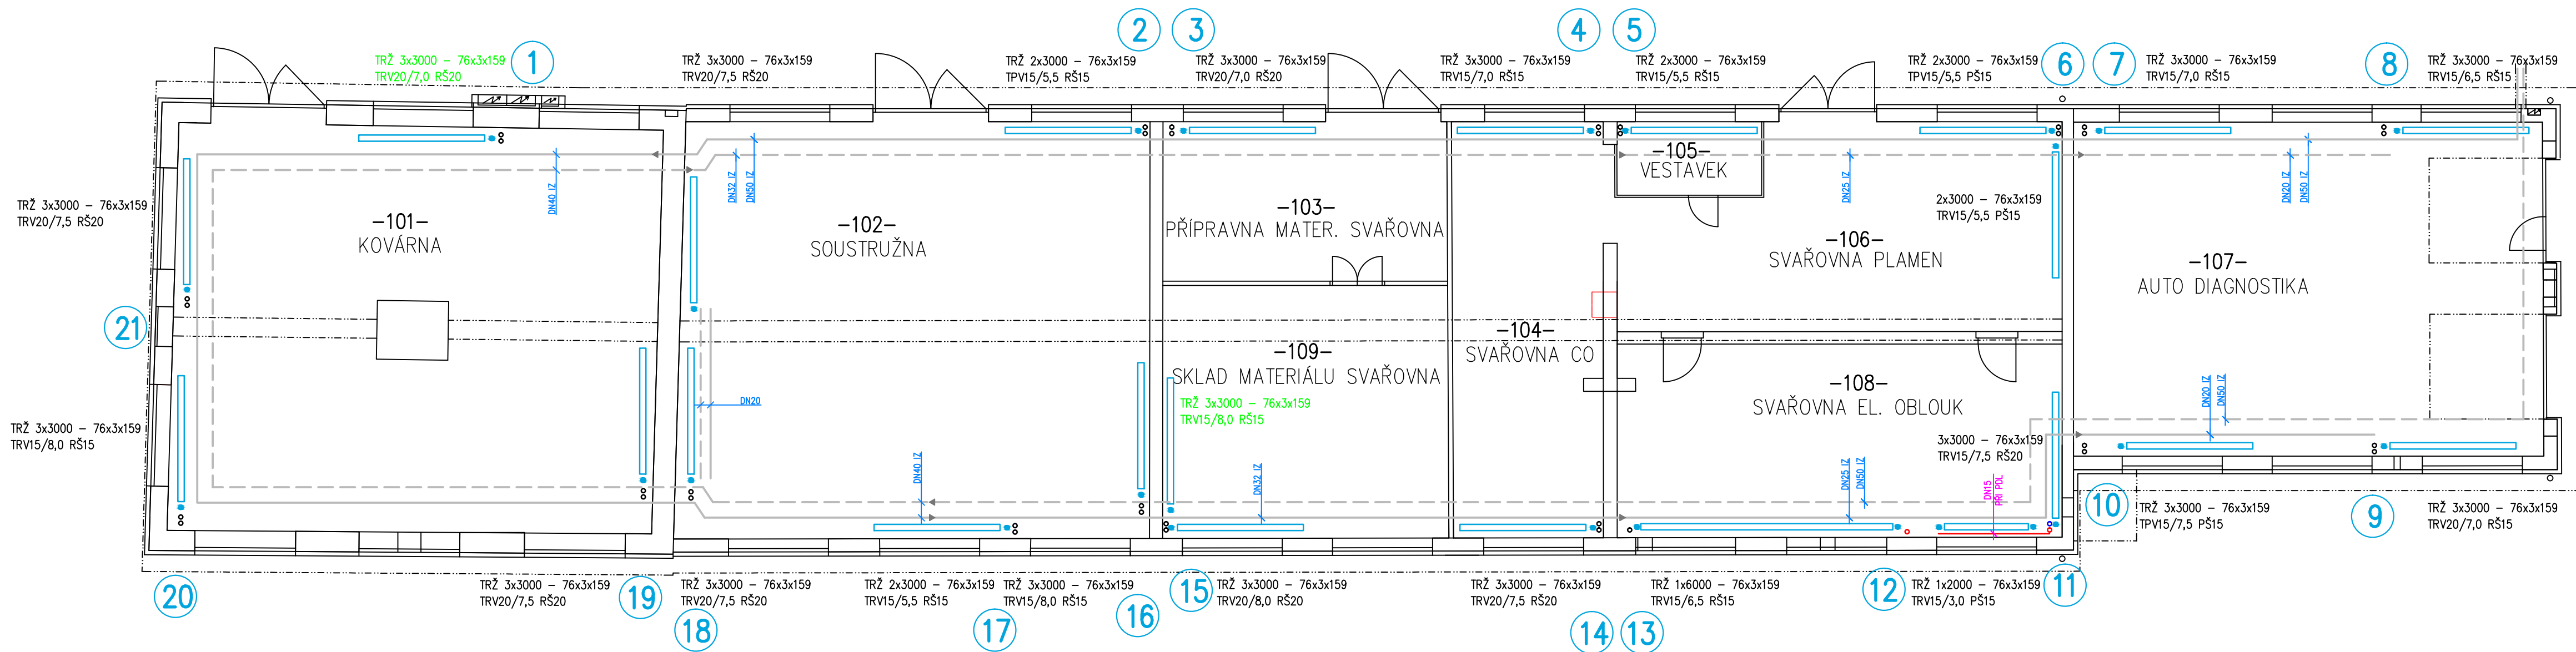 2
3
4
5
1
6
7
8
TRŽ 3x3000 – 76x3x159
TRV20/7,0 RŠ20
TRŽ 3x3000 – 76x3x159
TRV20/7,5 RŠ20
TRŽ 2x3000 – 76x3x159
TPV15/5,5 RŠ15
TRŽ 3x3000 – 76x3x159
TRV20/7,0 RŠ20
TRŽ 3x3000 – 76x3x159
TRV15/7,0 RŠ15
TRŽ 2x3000 – 76x3x159
TRV15/5,5 RŠ15
TRŽ 2x3000 – 76x3x159
TPV15/5,5 PŠ15
TRŽ 3x3000 – 76x3x159
TRV15/7,0 RŠ15
TRŽ 3x3000 – 76x3x159
TRV15/6,5 RŠ15
DN40 IZ
DN32 IZ
DN50 IZ
DN25 IZ
DN20 IZ
DN50 IZ
–105–
VESTAVEK
TRŽ 3x3000 – 76x3x159
TRV20/7,5 RŠ20
2x3000 – 76x3x159
TRV15/5,5 PŠ15
–101–
KOVÁRNA
–102–
SOUSTRUŽNA
–103–
PŘÍPRAVNA MATER. SVAŘOVNA
–106–
SVAŘOVNA PLAMEN
–107–
AUTO DIAGNOSTIKA
21
–104–
SVAŘOVNA CO
–109–
SKLAD MATERIÁLU SVAŘOVNA
TRŽ 3x3000 – 76x3x159
TRV15/8,0 RŠ15
–108–
SVAŘOVNA EL. OBLOUK
DN20
DN20 IZ
DN50 IZ
TRŽ 3x3000 – 76x3x159
TRV15/8,0 RŠ15
3x3000 – 76x3x159
TRV15/7,5 RŠ20
DN40 IZ
DN32 IZ
DN25 IZ
DN50 IZ
DN15
PŘI PDL
10
TRŽ 3x3000 – 76x3x159
TPV15/7,5 PŠ15
9
TRŽ 3x3000 – 76x3x159
TRV20/7,0 RŠ15
20
TRŽ 3x3000 – 76x3x159
TRV20/7,5 RŠ20
19
TRŽ 3x3000 – 76x3x159
TRV20/7,5 RŠ20
18
TRŽ 2x3000 – 76x3x159
TRV15/5,5 RŠ15
17
TRŽ 3x3000 – 76x3x159
TRV15/8,0 RŠ15
16
15
TRŽ 3x3000 – 76x3x159
TRV20/8,0 RŠ20
TRŽ 3x3000 – 76x3x159
TRV20/7,5 RŠ20
14
13
TRŽ 1x6000 – 76x3x159
TRV15/6,5 RŠ15
12
TRŽ 1x2000 – 76x3x159
TRV15/3,0 PŠ15
11